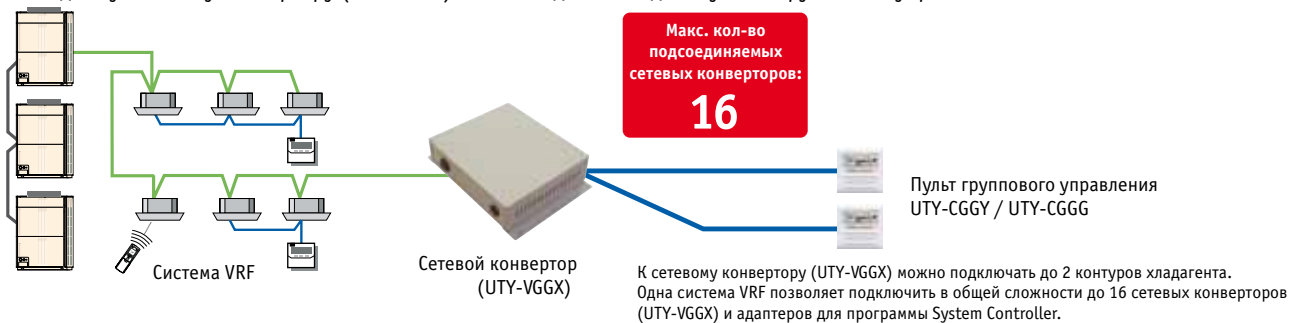 Макс. кол-во
подсоединяемых
сетевых конверторов:
16
Пульт группового управления
UTY-CGGY / UTY-CGGG
Сетевой конвертор
(UTY-VGGX)
Система VRF
К сетевому конвертору (UTY-VGGX) можно подключать до 2 контуров хладагента.
Одна система VRF позволяет подключить в общей сложности до 16 сетевых конверторов
(UTY-VGGX) и адаптеров для программы System Controller.